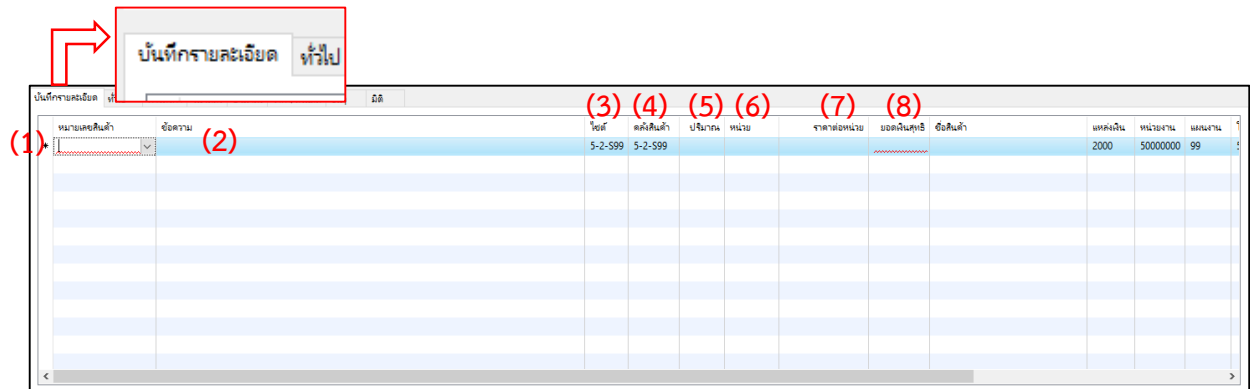 บันทึกรายละเอียด ทั่วไป
บันทึกรายละเอียด มิติ
(3) (4) (5) (6) (7) (8)
หมายเลขสินค้า ข้อความ ไซต์ คลังสินค้า ปริมาณ หน่วย ราคาต่อหน่วย ยอดเงินสุทธิ ชื่อสินค้า แหล่งเงิน หน่วยงาน แผนงาน
(1) * (2) 5-2-S99 5-2-S99 2000 50000000 99